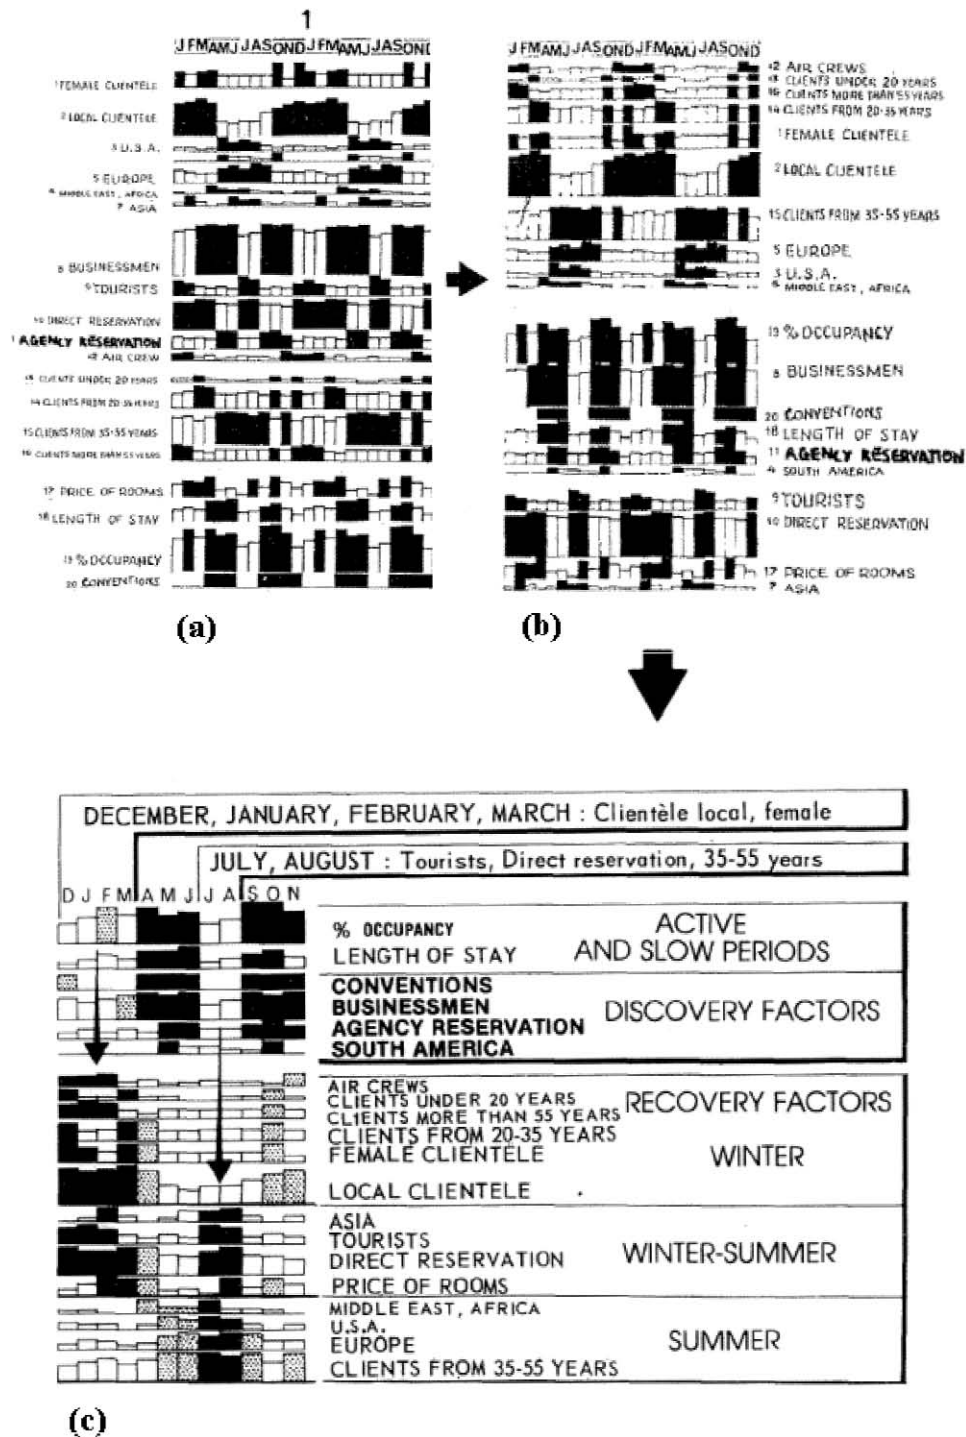 1
J F M A M J J A S O N D J F M A M J J A S O N D
1 FEMALE CLIENTELE
2 LOCAL CLIENTELE
3 U.S.A.
5 EUROPE
6 MIDDLE EAST, AFRICA
7 ASIA
8 BUSINESSMEN
9 TOURISTS
10 DIRECT RESERVATION
AGENCY RESERVATION
12 AIR CREW
13 CLIENTS UNDER 20 YEARS
14 CLIENTS FROM 20-35 YEARS
15 CLIENTS FROM 35-55 YEARS
16 CLIENTS MORE THAN 55 YEARS
17 PRICE OF ROOMS
18 LENGTH OF STAY
19 % OCCUPANCY
20 CONVENTIONS
(a)
J F M A M J J A S O N D J F M A M J J A S O N D
12 AIR CREWS
13 CLIENTS UNDER 20 YEARS
16 CLIENTS MORE THAN 55 YEARS
14 CLIENTS FROM 20-35 YEARS
1 FEMALE CLIENTELE
2 LOCAL CLIENTELE
15 CLIENTS FROM 35-55 YEARS
5 EUROPE
3 U.S.A.
6 MIDDLE EAST, AFRICA
19 % OCCUPANCY
8 BUSINESSMEN
20 CONVENTIONS
18 LENGTH OF STAY
11 AGENCY RESERVATION
4 SOUTH AMERICA
9 TOURISTS
10 DIRECT RESERVATION
17 PRICE OF ROOMS
7 ASIA
(b)
DECEMBER, JANUARY, FEBRUARY, MARCH : Clientèle local, female
JULY, AUGUST : Tourists, Direct reservation, 35-55 years
D J F M A M J J A S O N
% OCCUPANCY
LENGTH OF STAY
ACTIVE
AND SLOW PERIODS
CONVENTIONS
BUSINESSMEN
AGENCY RESERVATION
SOUTH AMERICA
DISCOVERY FACTORS
AIR CREWS
CLIENTS UNDER 20 YEARS
CLIENTS MORE THAN 55 YEARS
CLIENTS FROM 20-35 YEARS
FEMALE CLIENTELE
LOCAL CLIENTELE
RECOVERY FACTORS
WINTER
ASIA
TOURISTS
DIRECT RESERVATION
PRICE OF ROOMS
WINTER-SUMMER
MIDDLE EAST, AFRICA
U.S.A.
EUROPE
CLIENTS FROM 35-55 YEARS
SUMMER
(c)